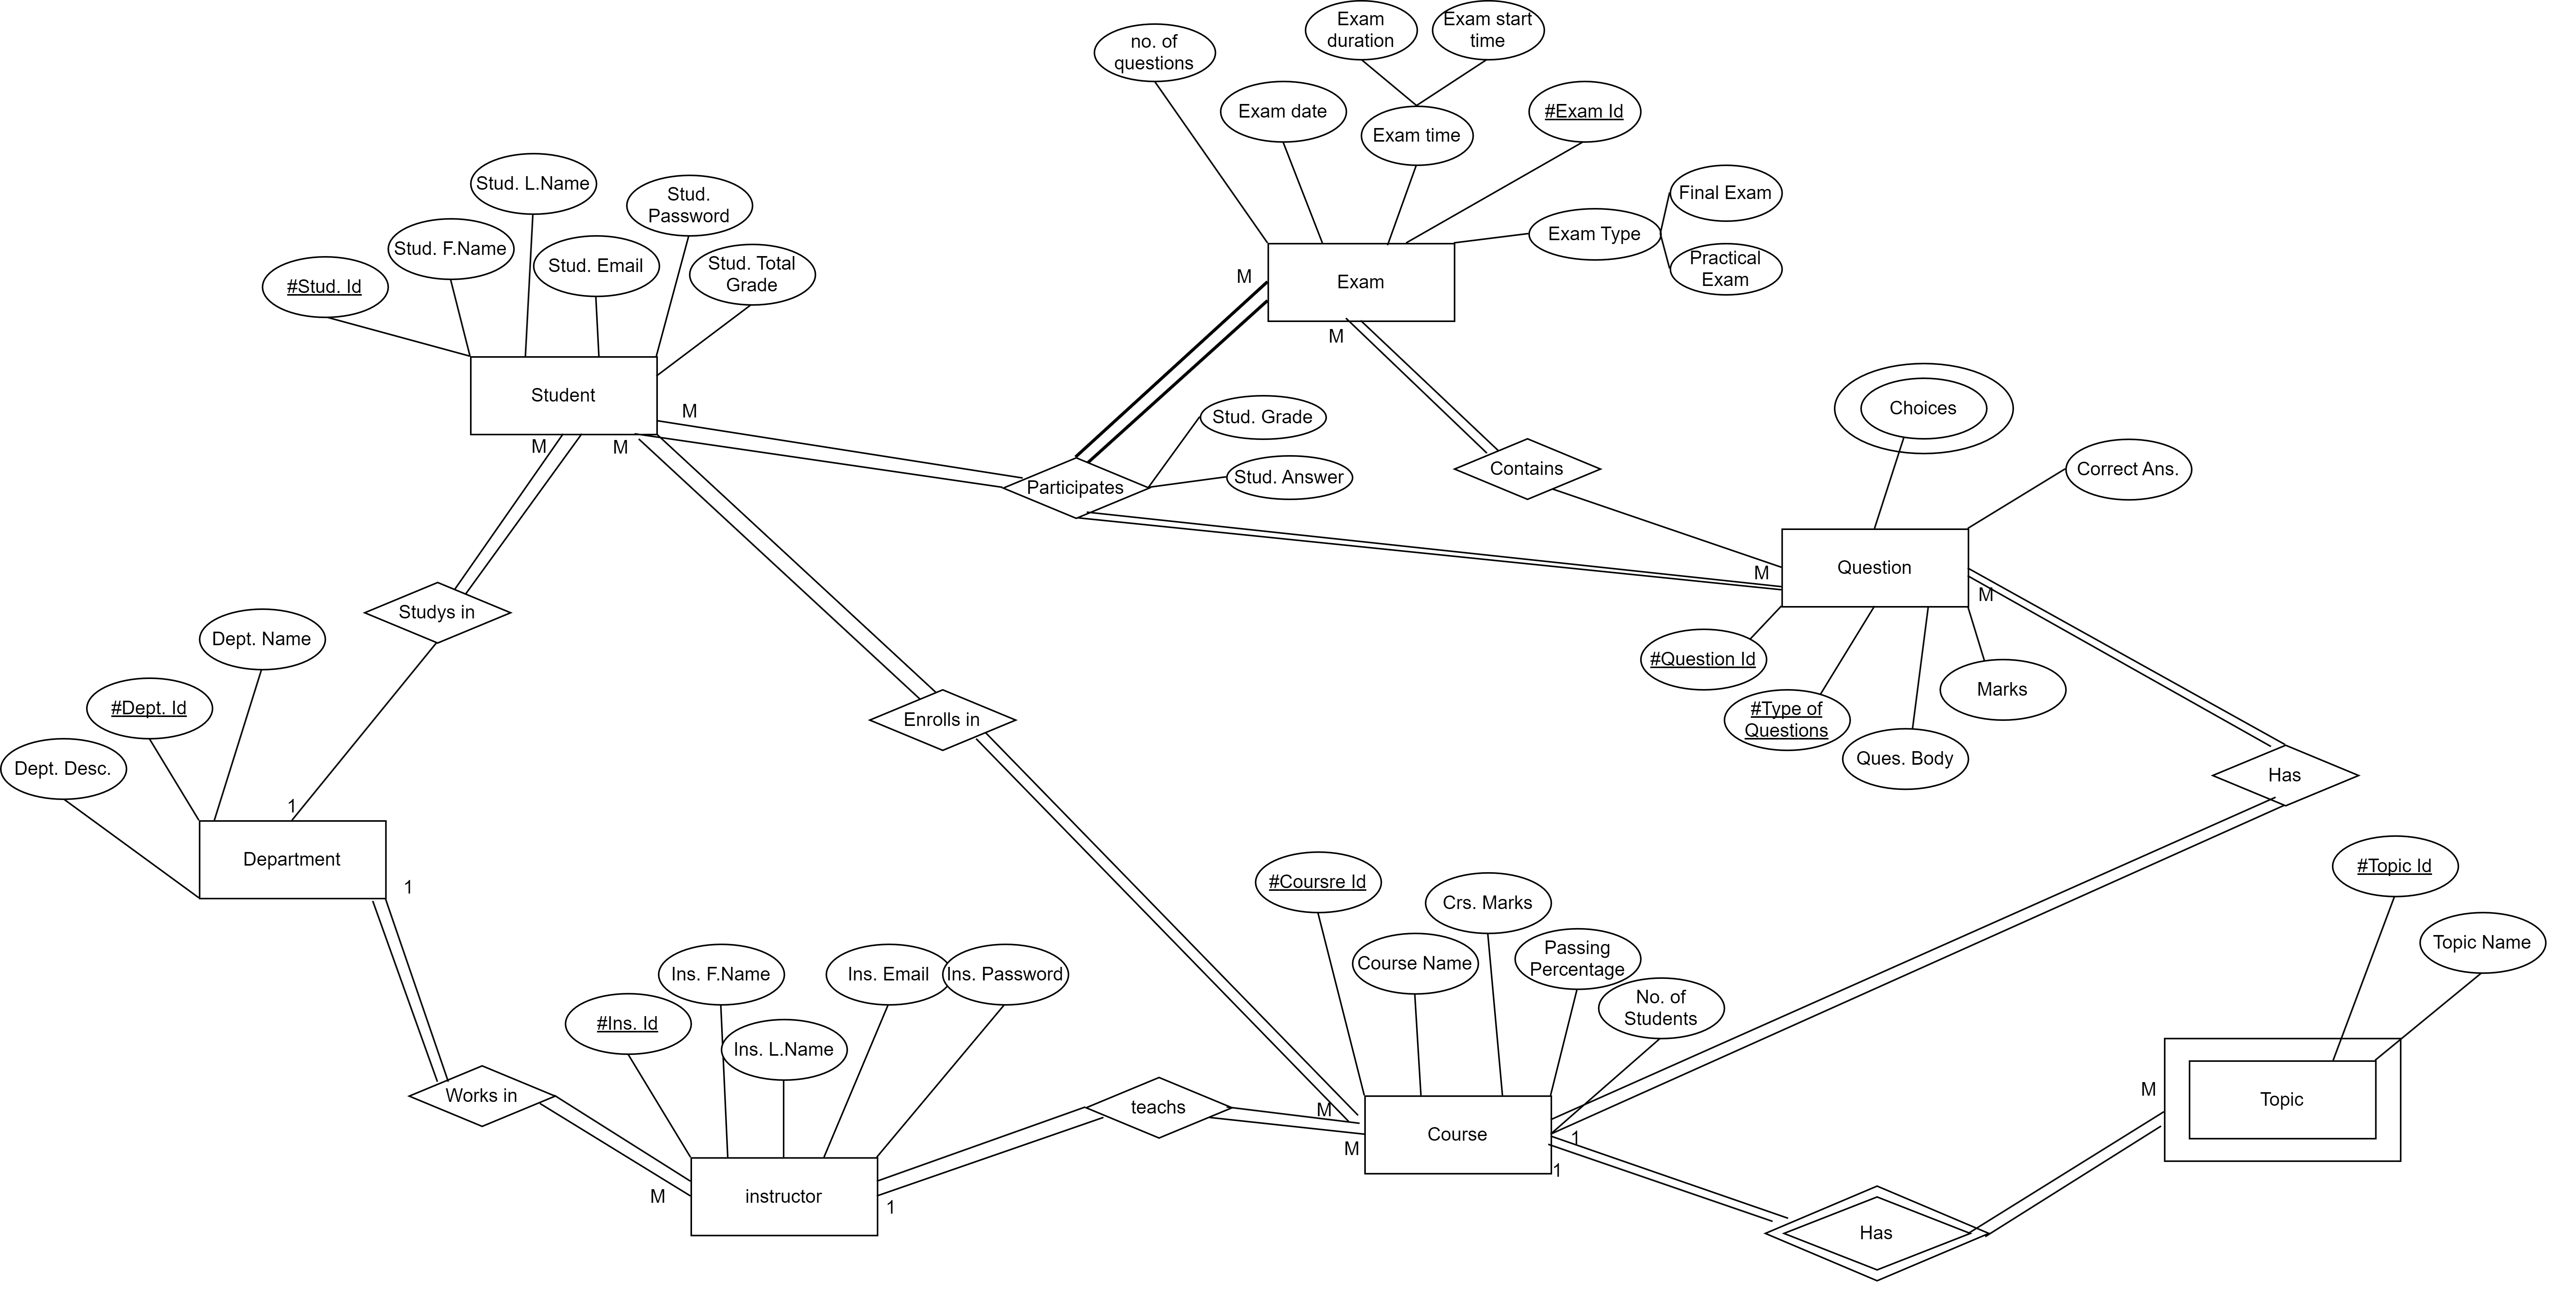 Exam
duration
Exam start
time
no. of
questions
Exam date
Exam time
#Exam Id
Stud. L.Name
Stud.
Password
Final Exam
Stud. F.Name
Stud. Email
Stud. Total
Grade
Exam Type
#Stud. Id
Practical
Exam
M
Exam
M
Student
M
Choices
Stud. Grade
M
M
Contains
Correct Ans.
Participates
Stud. Answer
Question
M
M
Studys in
Dept. Name
#Question Id
Marks
#Dept. Id
#Type of
Questions
Enrolls in
Ques. Body
Dept. Desc.
Has
1
Department
1
#Coursre Id
#Topic Id
Crs. Marks
Course Name
Passing
Percentage
Topic Name
Ins. F.Name
Ins. Email
Ins. Password
#Ins. Id
No. of
Students
Ins. L.Name
Works in
teachs
M
M
Topic
Course
1
M
1
M
instructor
1
Has